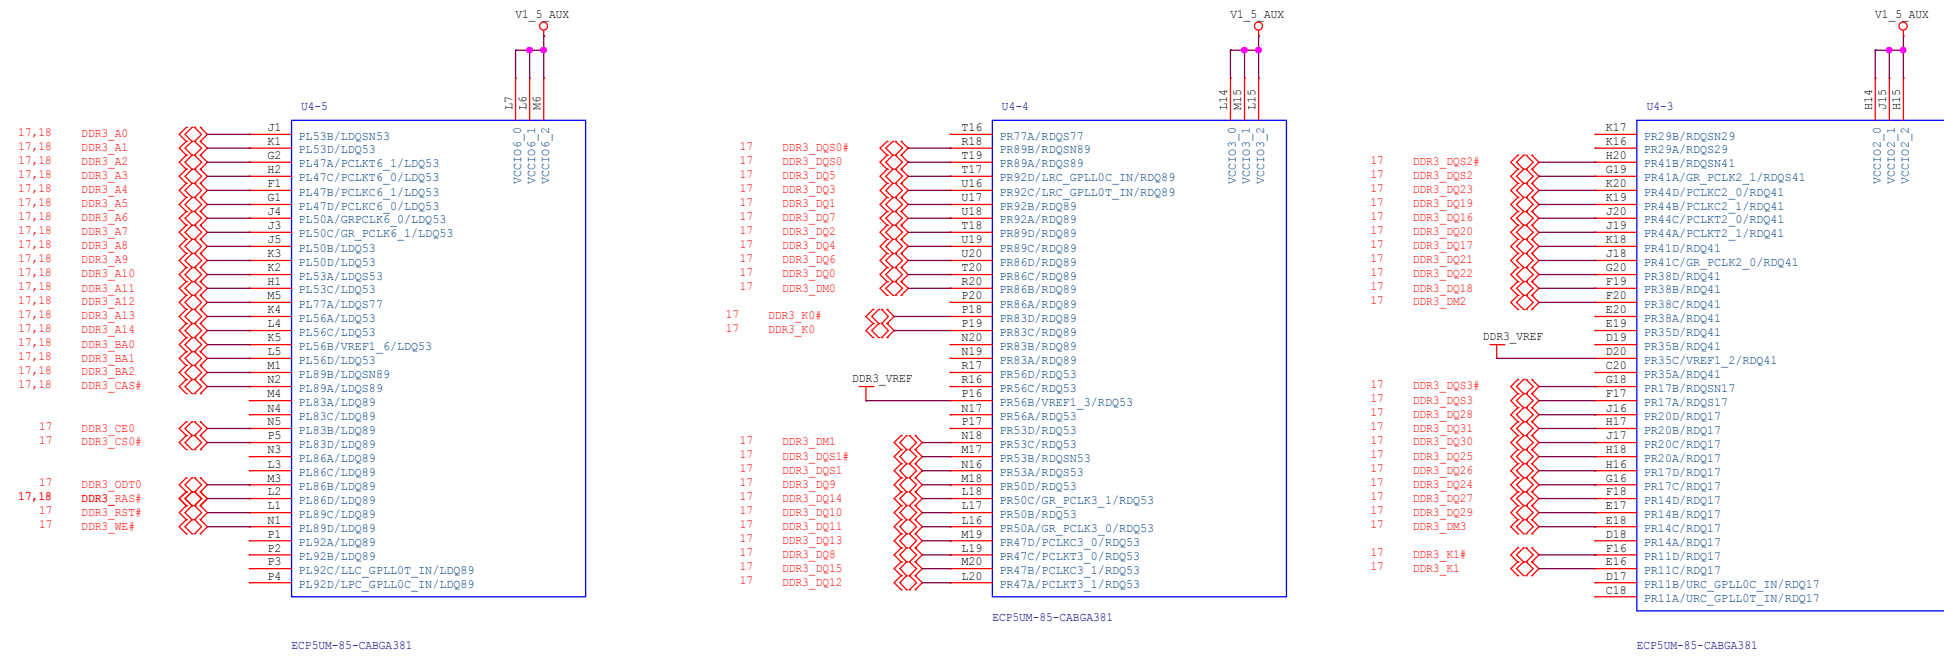 V1_5_AUX
L7 L6 M6
U4-5
VCCIO6_0 VCCIO6_1 VCCIO6_2
17,18 DDR3_A0 J1 PL53B/LDQSN53
17,18 DDR3_A1 K1 PL53D/LDQ53
17,18 DDR3_A2 G2 PL47A/PCLKT6_1/LDQ53
17,18 DDR3_A3 H2 PL47C/PCLKT6_0/LDQ53
17,18 DDR3_A4 F1 PL47B/PCLKC6_1/LDQ53
17,18 DDR3_A5 G1 PL47D/PCLKC6_0/LDQ53
17,18 DDR3_A6 J4 PL50A/GRPCLK6_0/LDQ53
17,18 DDR3_A7 J3 PL50C/GR_PCLK6_1/LDQ53
17,18 DDR3_A8 J5 PL50B/LDQ53
17,18 DDR3_A9 K3 PL50D/LDQ53
17,18 DDR3_A10 K2 PL53A/LDQS53
17,18 DDR3_A11 H1 PL53C/LDQ53
17,18 DDR3_A12 M5 PL77A/LDQS77
17,18 DDR3_A13 K4 PL56A/LDQ53
17,18 DDR3_A14 L4 PL56C/LDQ53
17,18 DDR3_BA0 K5 PL56B/VREF1_6/LDQ53
17,18 DDR3_BA1 L5 PL56D/LDQ53
17,18 DDR3_BA2 M1 PL89B/LDQSN89
17,18 DDR3_CAS# N2 PL89A/LDQS89
M4 PL83A/LDQ89
N4 PL83C/LDQ89
17 DDR3_CE0 N5 PL83B/LDQ89
17 DDR3_CS0# P5 PL83D/LDQ89
N3 PL86A/LDQ89
L3 PL86C/LDQ89
17 DDR3_ODT0 M3 PL86B/LDQ89
17,18 DDR3_RAS# L2 PL86D/LDQ89
17 DDR3_RST# L1 PL89C/LDQ89
17 DDR3_WE# N1 PL89D/LDQ89
P1 PL92A/LDQ89
P2 PL92B/LDQ89
P3 PL92C/LLC_GPLL0T_IN/LDQ89
P4 PL92D/LPC_GPLL0C_IN/LDQ89
ECP5UM-85-CABGA381
V1_5_AUX
L14 M15 L15
U4-4
VCCIO3_0 VCCIO3_1 VCCIO3_2
T16 PR77A/RDQS77
17 DDR3_DQS0# R18 PR89B/RDQSN89
17 DDR3_DQS0 T19 PR89A/RDQS89
17 DDR3_DQ5 T17 PR92D/LRC_GPLL0C_IN/RDQ89
17 DDR3_DQ3 U16 PR92C/LRC_GPLL0T_IN/RDQ89
17 DDR3_DQ1 U17 PR92B/RDQ89
17 DDR3_DQ7 U18 PR92A/RDQ89
17 DDR3_DQ2 T18 PR89D/RDQ89
17 DDR3_DQ4 U19 PR89C/RDQ89
17 DDR3_DQ6 U20 PR86D/RDQ89
17 DDR3_DQ0 T20 PR86C/RDQ89
17 DDR3_DM0 R20 PR86B/RDQ89
P20 PR86A/RDQ89
17 DDR3_K0# P18 PR83D/RDQ89
17 DDR3_K0 P19 PR83C/RDQ89
N20 PR83B/RDQ89
N19 PR83A/RDQ89
R17 PR56D/RDQ53
R16 PR56C/RDQ53
DDR3_VREF P16 PR56B/VREF1_3/RDQ53
N17 PR56A/RDQ53
P17 PR53D/RDQ53
17 DDR3_DM1 N18 PR53C/RDQ53
17 DDR3_DQS1# M17 PR53B/RDQSN53
17 DDR3_DQS1 N16 PR53A/RDQS53
17 DDR3_DQ9 M18 PR50D/RDQ53
17 DDR3_DQ14 L18 PR50C/GR_PCLK3_1/RDQ53
17 DDR3_DQ10 L17 PR50B/RDQ53
17 DDR3_DQ11 L16 PR50A/GR_PCLK3_0/RDQ53
17 DDR3_DQ13 M19 PR47D/PCLKC3_0/RDQ53
17 DDR3_DQ8 L19 PR47C/PCLKT3_0/RDQ53
17 DDR3_DQ15 M20 PR47B/PCLKC3_1/RDQ53
17 DDR3_DQ12 L20 PR47A/PCLKT3_1/RDQ53
ECP5UM-85-CABGA381
V1_5_AUX
H14 J15 H15
U4-3
VCCIO2_0 VCCIO2_1 VCCIO2_2
K17 PR29B/RDQSN29
K16 PR29A/RDQS29
17 DDR3_DQS2# H20 PR41B/RDQSN41
17 DDR3_DQS2 G19 PR41A/GR_PCLK2_1/RDQS41
17 DDR3_DQ23 K20 PR44D/PCLKC2_0/RDQ41
17 DDR3_DQ19 K19 PR44B/PCLKC2_1/RDQ41
17 DDR3_DQ16 J20 PR44C/PCLKT2_0/RDQ41
17 DDR3_DQ20 J19 PR44A/PCLKT2_1/RDQ41
17 DDR3_DQ17 K18 PR41D/RDQ41
17 DDR3_DQ21 J18 PR41C/GR_PCLK2_0/RDQ41
17 DDR3_DQ22 G20 PR38D/RDQ41
17 DDR3_DQ18 F19 PR38B/RDQ41
17 DDR3_DM2 F20 PR38C/RDQ41
E20 PR38A/RDQ41
E19 PR35D/RDQ41
D19 PR35B/RDQ41
DDR3_VREF D20 PR35C/VREF1_2/RDQ41
C20 PR35A/RDQ41
17 DDR3_DQS3# G18 PR17B/RDQSN17
17 DDR3_DQS3 F17 PR17A/RDQS17
17 DDR3_DQ28 J16 PR20D/RDQ17
17 DDR3_DQ31 H17 PR20B/RDQ17
17 DDR3_DQ30 J17 PR20C/RDQ17
17 DDR3_DQ25 H18 PR20A/RDQ17
17 DDR3_DQ26 H16 PR17D/RDQ17
17 DDR3_DQ24 G16 PR17C/RDQ17
17 DDR3_DQ27 F18 PR14D/RDQ17
17 DDR3_DQ29 E17 PR14B/RDQ17
17 DDR3_DM3 E18 PR14C/RDQ17
D18 PR14A/RDQ17
17 DDR3_K1# F16 PR11D/RDQ17
17 DDR3_K1 E16 PR11C/RDQ17
D17 PR11B/URC_GPLL0C_IN/RDQ17
C18 PR11A/URC_GPLL0T_IN/RDQ17
ECP5UM-85-CABGA381